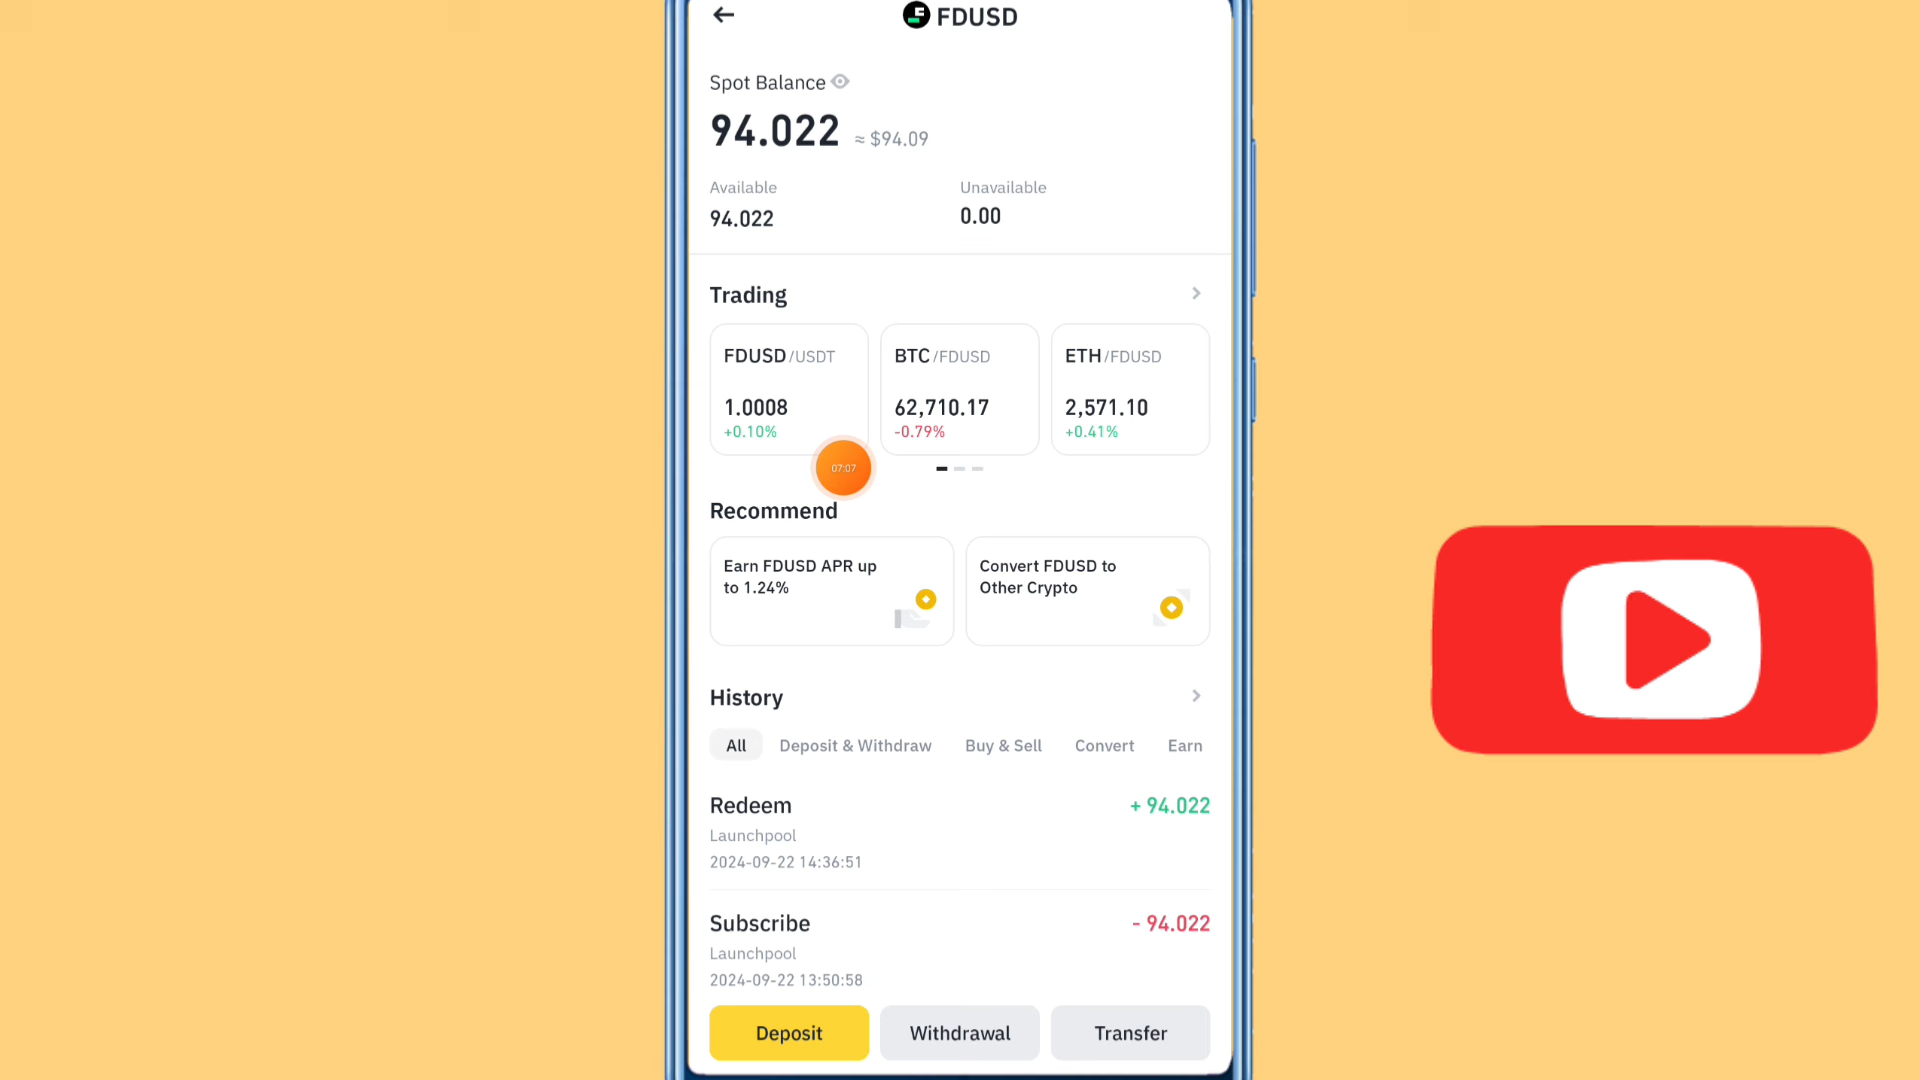 FDUSD
Spot Balance
94.022 ≈ $94.09
Available Unavailable
94.022 0.00
Trading
FDUSD/USDT BTC/FDUSD ETH/FDUSD
1.0008 62,710.17 2,571.10
+0.10% -0.79% +0.41%
07:07
Recommend
Earn FDUSD APR up
to 1.24%
Convert FDUSD to
Other Crypto
History
All Deposit & Withdraw Buy & Sell Convert Earn
Redeem + 94.022
Launchpool
2024-09-22 14:36:51
Subscribe - 94.022
Launchpool
2024-09-22 13:50:58
Deposit Withdrawal Transfer